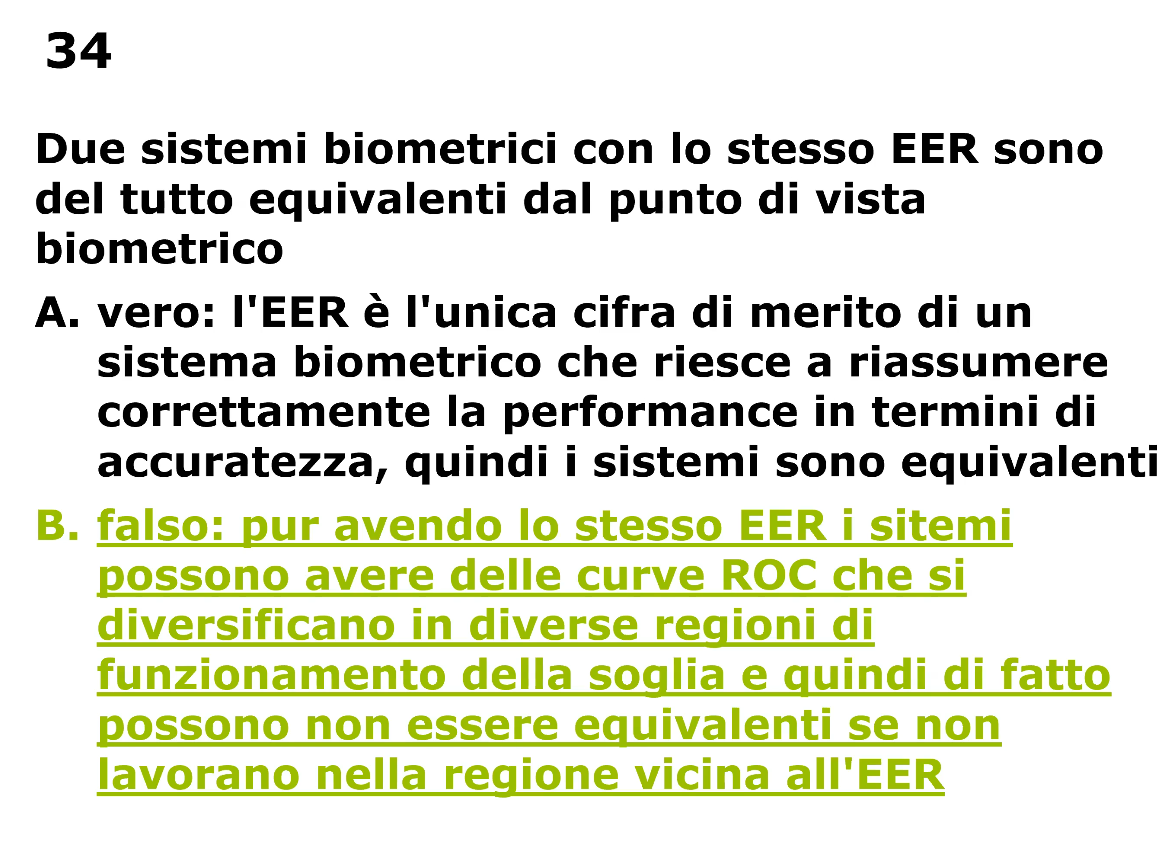 34
Due sistemi biometrici con lo stesso EER sono
del tutto equivalenti dal punto di vista
biometrico
A. vero: l'EER è l'unica cifra di merito di un
sistema biometrico che riesce a riassumere
correttamente la performance in termini di
accuratezza, quindi i sistemi sono equivalenti
B. falso: pur avendo lo stesso EER i sitemi
possono avere delle curve ROC che si
diversificano in diverse regioni di
funzionamento della soglia e quindi di fatto
possono non essere equivalenti se non
lavorano nella regione vicina all'EER